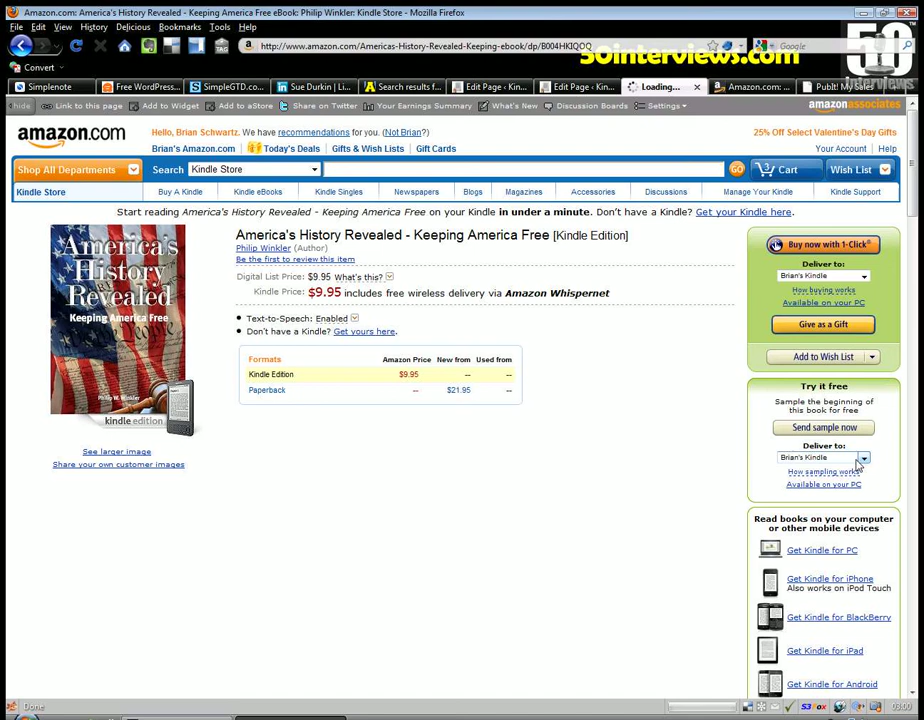 Amazon.com: America's History Revealed - Keeping America Free eBook: Philip Winkler: Kindle Store - Mozilla Firefox
File Edit View History Delicious Bookmarks Tools Help
http://www.amazon.com/Americas-History-Revealed-Keeping-ebook/dp/B004HKIQOQ
Google
50
interviews
50interviews.com
Convert
Simplenote
Free WordPress...
SimpleGTD.co...
Sue Durkin | Li...
Search results f...
Edit Page ‹ Kin...
Edit Page ‹ Kin...
Loading...
Amazon.com: ...
PubIt! My Sales
hide
Link to this page
Add to Widget
Add to aStore
Share on Twitter
Your Earnings Summary
What's New
Discussion Boards
Settings
amazonassociates
amazon.com
Hello, Brian Schwartz. We have recommendations for you. (Not Brian?)
25% Off Select Valentine's Day Gifts
Brian's Amazon.com
Today's Deals
Gifts & Wish Lists
Gift Cards
Your Account
Help
Shop All Departments
Search
Kindle Store
GO
3
Cart
Wish List
Kindle Store
Buy A Kindle
Kindle eBooks
Kindle Singles
Newspapers
Blogs
Magazines
Accessories
Discussions
Manage Your Kindle
Kindle Support
Start reading America's History Revealed - Keeping America Free on your Kindle in under a minute. Don't have a Kindle? Get your Kindle here.
America's
History
Revealed
Keeping America Free
Philip W. Winkler
kindle edition
See larger image
Share your own customer images
America's History Revealed - Keeping America Free [Kindle Edition]
Philip Winkler (Author)
Be the first to review this item
Digital List Price: $9.95 What's this?
Kindle Price: $9.95 includes free wireless delivery via Amazon Whispernet
Text-to-Speech: Enabled
Don't have a Kindle? Get yours here.
Formats Amazon Price New from Used from
Kindle Edition $9.95 -- --
Paperback -- $21.95 --
Buy now with 1-Click®
Deliver to:
Brian's Kindle
How buying works
Available on your PC
Give as a Gift
Add to Wish List
Try it free
Sample the beginning of
this book for free
Send sample now
Deliver to:
Brian's Kindle
How sampling works
Available on your PC
Read books on your computer
or other mobile devices
Get Kindle for PC
Get Kindle for iPhone
Also works on iPod Touch
Get Kindle for BlackBerry
Get Kindle for iPad
Get Kindle for Android
Done
S3Fox
03:00